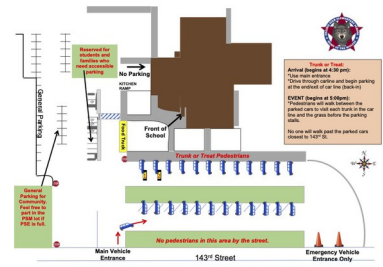 Reserved for
students and
families who
need accessible
parking
No Parking
KITCHEN
RAMP
General Parking
Food Truck
Front of
School
Trunk or Treat:
Arrival (begins at 4:30 pm):
*Use main entrance
*Drive through carline and begin parking
at the end/exit of car line (back-in)
EVENT (begins at 5:00pm):
*Pedestrians will walk between the
parked cars to visit each trunk in the car
line and the grass before the parking
stalls.
No one will walk past the parked cars
closest to 143rd St.
Trunk or Treat Pedestrians
General
Parking for
Community.
Feel free to
part in the
PSM lot if
PSE is full.
No pedestrians in this area by the street.
Main Vehicle
Entrance
143rd Street
Emergency Vehicle
Entrance Only